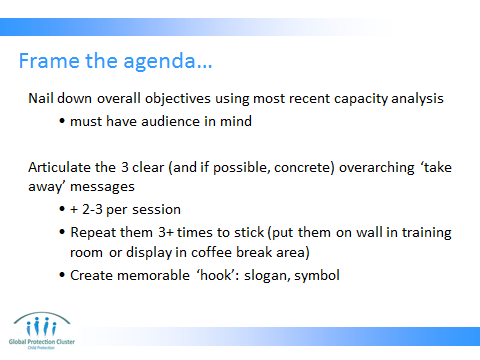 Frame the agenda…
Nail down overall objectives using most recent capacity analysis
• must have audience in mind
Articulate the 3 clear (and if possible, concrete) overarching ‘take
away’ messages
• + 2-3 per session
• Repeat them 3+ times to stick (put them on wall in training
room or display in coffee break area)
• Create memorable ‘hook’: slogan, symbol
Global Protection Cluster
Child Protection